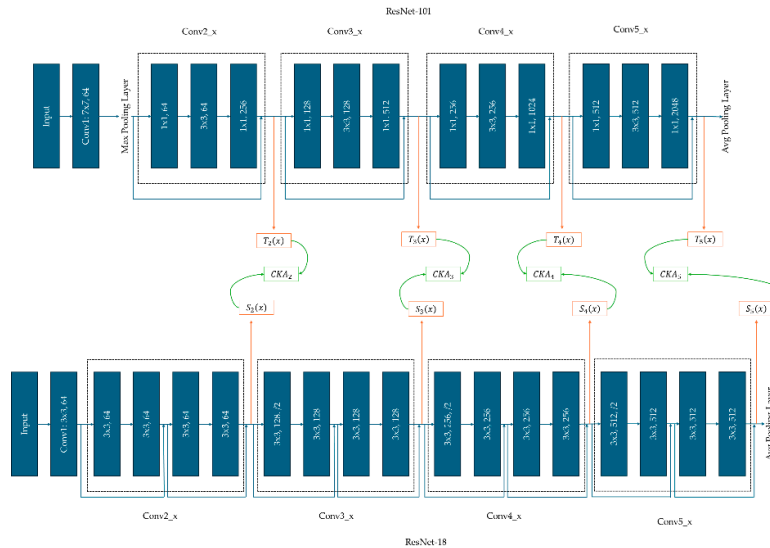 ResNet-101
Conv2_x
Conv3_x
Conv4_x
Conv5_x
Input
Conv1: 7x7, 64
Max Pooling Layer
1x1, 64
3x3, 64
1x1, 256
1x1, 128
3x3, 128
1x1, 512
1x1, 256
3x3, 256
1x1, 1024
1x1, 512
3x3, 512
1x1, 2048
Avg Pooling Layer
T₂(x)
T₃(x)
T₄(x)
T₅(x)
CKA₂
CKA₃
CKA₄
CKA₅
S₂(x)
S₃(x)
S₄(x)
S₅(x)
Input
Conv1: 3x3, 64
3x3, 64
3x3, 64
3x3, 64
3x3, 64
3x3, 128, /2
3x3, 128
3x3, 128
3x3, 128
3x3, 256, /2
3x3, 256
3x3, 256
3x3, 256
3x3, 512, /2
3x3, 512
3x3, 512
3x3, 512
Avg Pooling Layer
Conv2_x
Conv3_x
Conv4_x
Conv5_x
ResNet-18